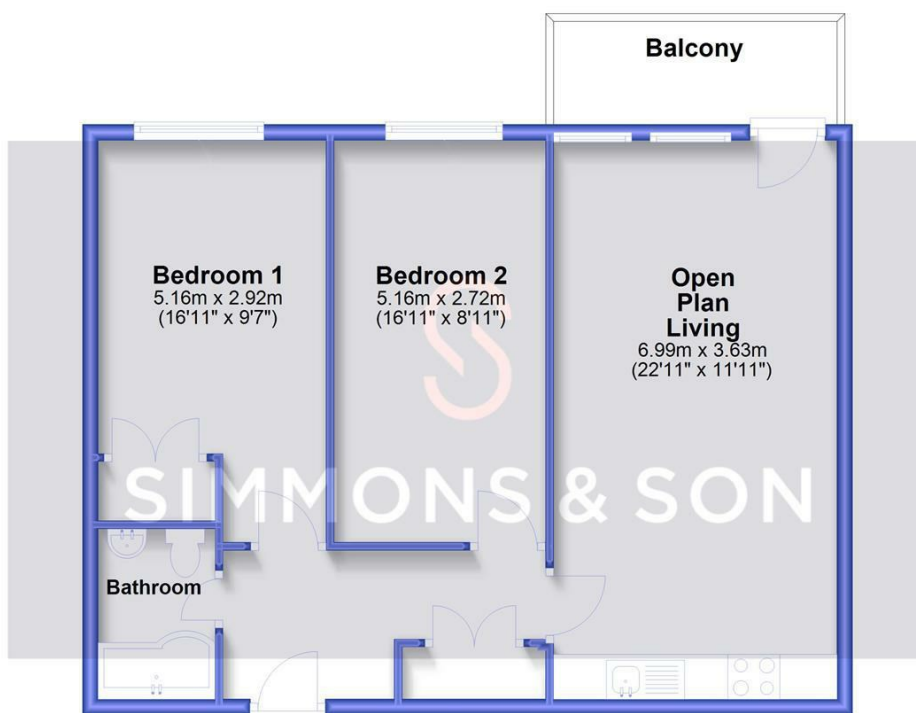 Balcony
Bedroom 1
5.16m x 2.92m
(16'11" x 9'7")
Bedroom 2
5.16m x 2.72m
(16'11" x 8'11")
Open
Plan
Living
6.99m x 3.63m
(22'11" x 11'11")
SIMMONS & SON
Bathroom